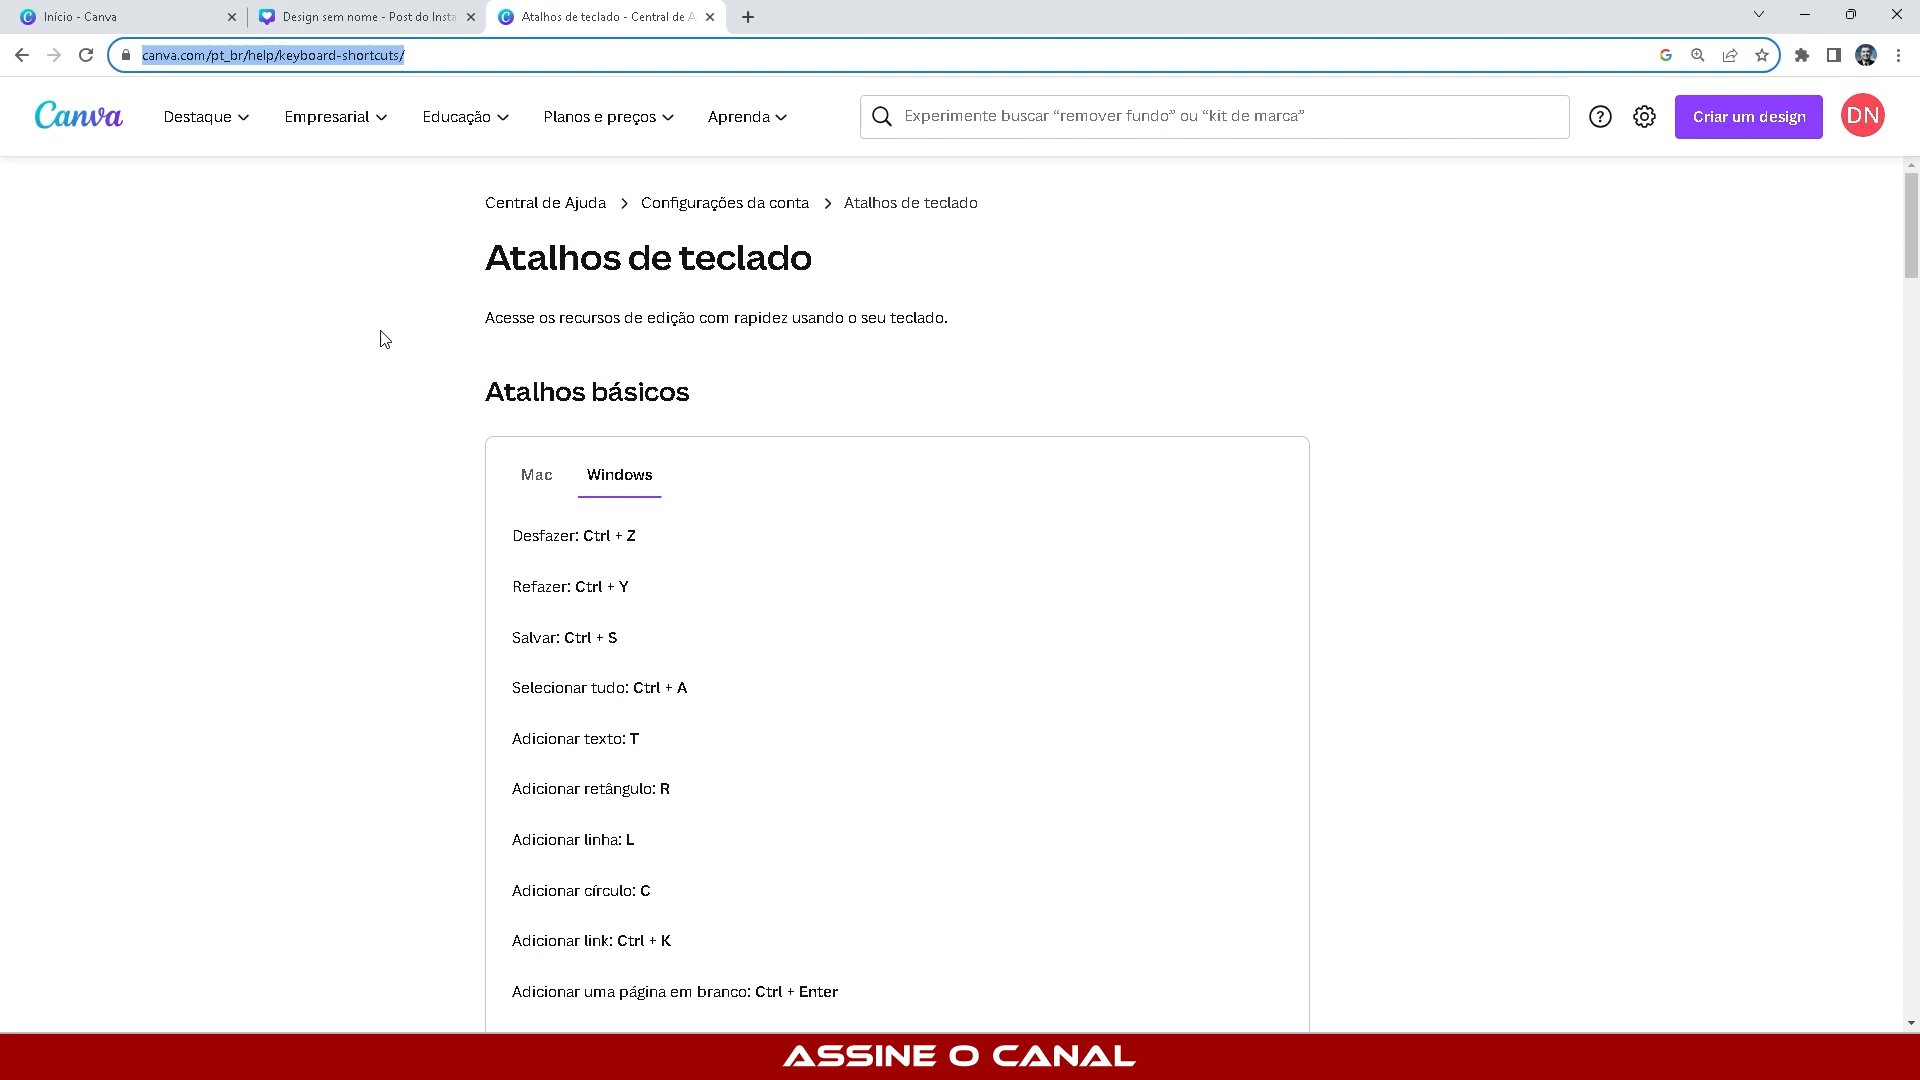 Início - Canva
Design sem nome - Post do Insta
Atalhos de teclado - Central de A
canva.com/pt_br/help/keyboard-shortcuts/
Canva
Destaque
Empresarial
Educação
Planos e preços
Aprenda
Experimente buscar “remover fundo” ou “kit de marca”
Criar um design
DN
Central de Ajuda > Configurações da conta > Atalhos de teclado
Atalhos de teclado
Acesse os recursos de edição com rapidez usando o seu teclado.
Atalhos básicos
Mac Windows
Desfazer: Ctrl + Z
Refazer: Ctrl + Y
Salvar: Ctrl + S
Selecionar tudo: Ctrl + A
Adicionar texto: T
Adicionar retângulo: R
Adicionar linha: L
Adicionar círculo: C
Adicionar link: Ctrl + K
Adicionar uma página em branco: Ctrl + Enter
ASSINE O CANAL